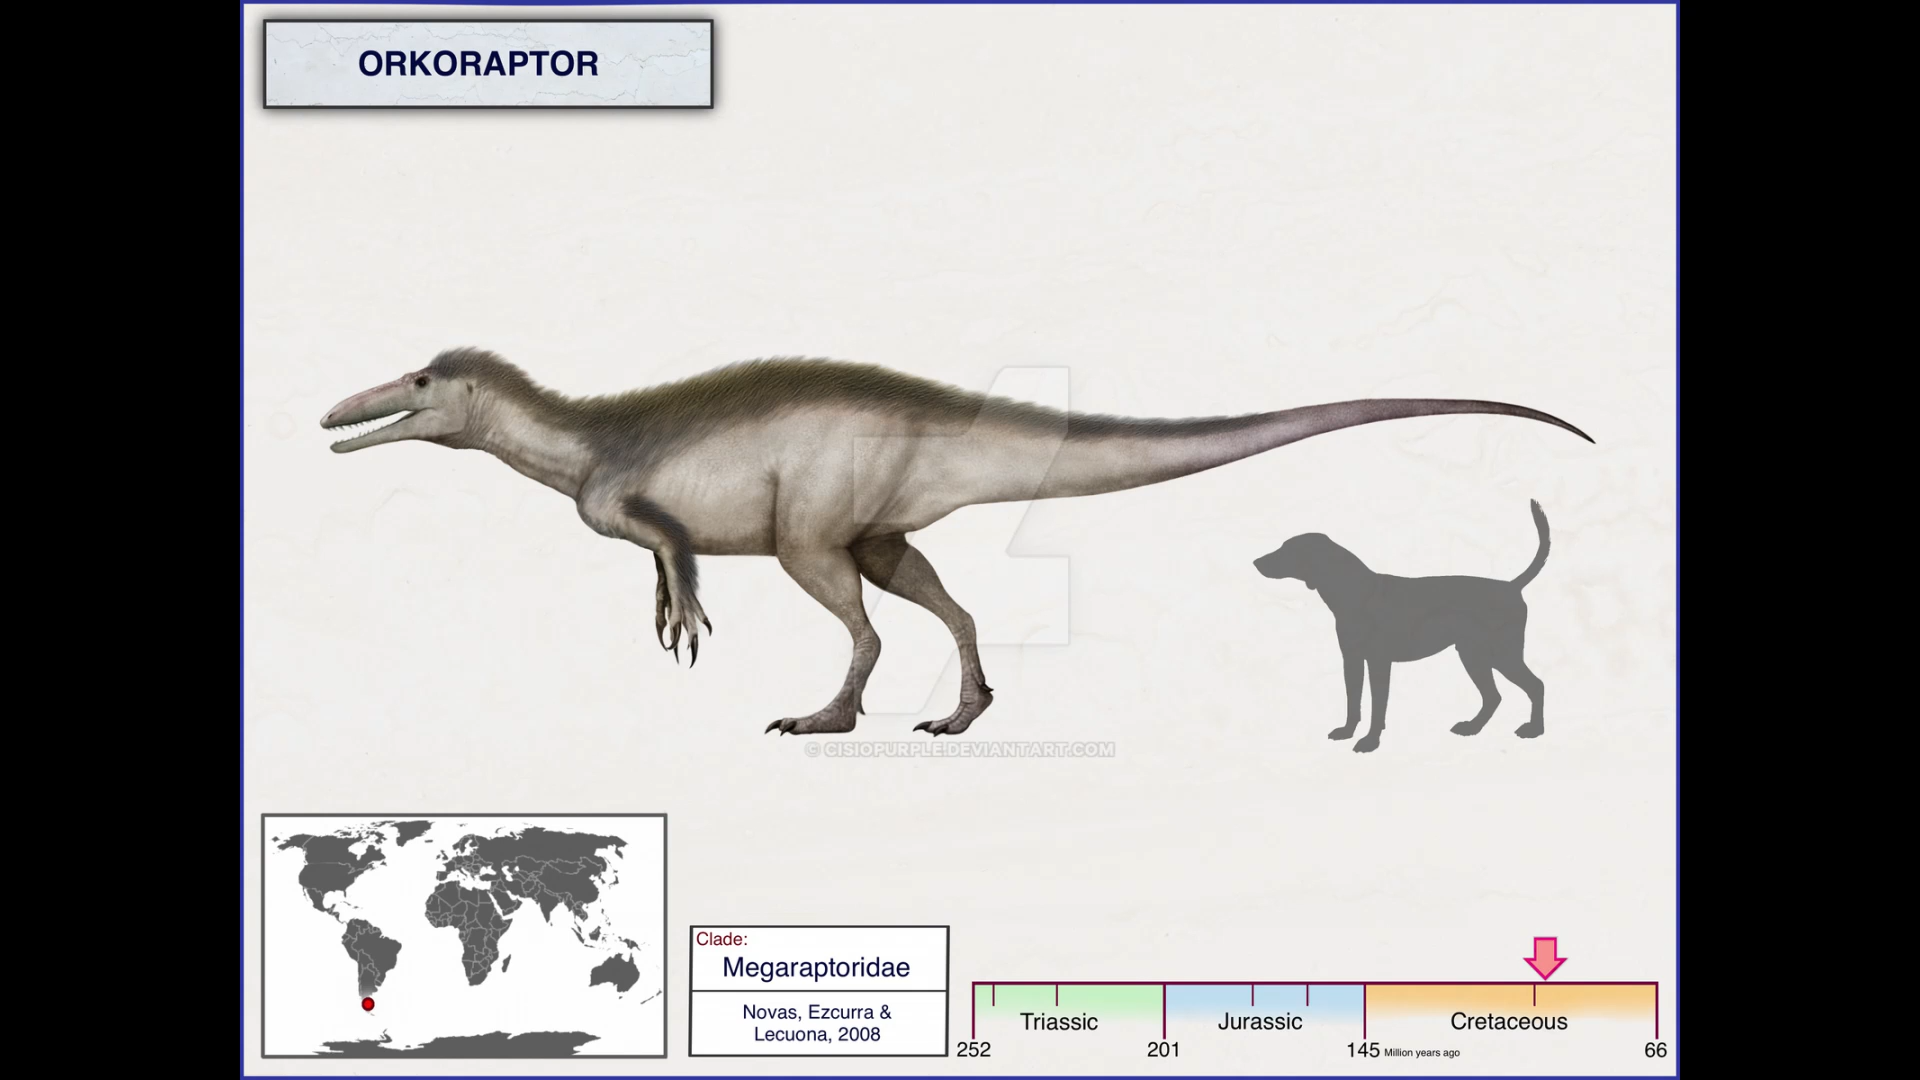 ORKORAPTOR
© CISIOPURPLE.DEVIANTART.COM
Clade:
Megaraptoridae
Novas, Ezcurra &
Lecuona, 2008
Triassic
Jurassic
Cretaceous
252
201
145 Million years ago
66